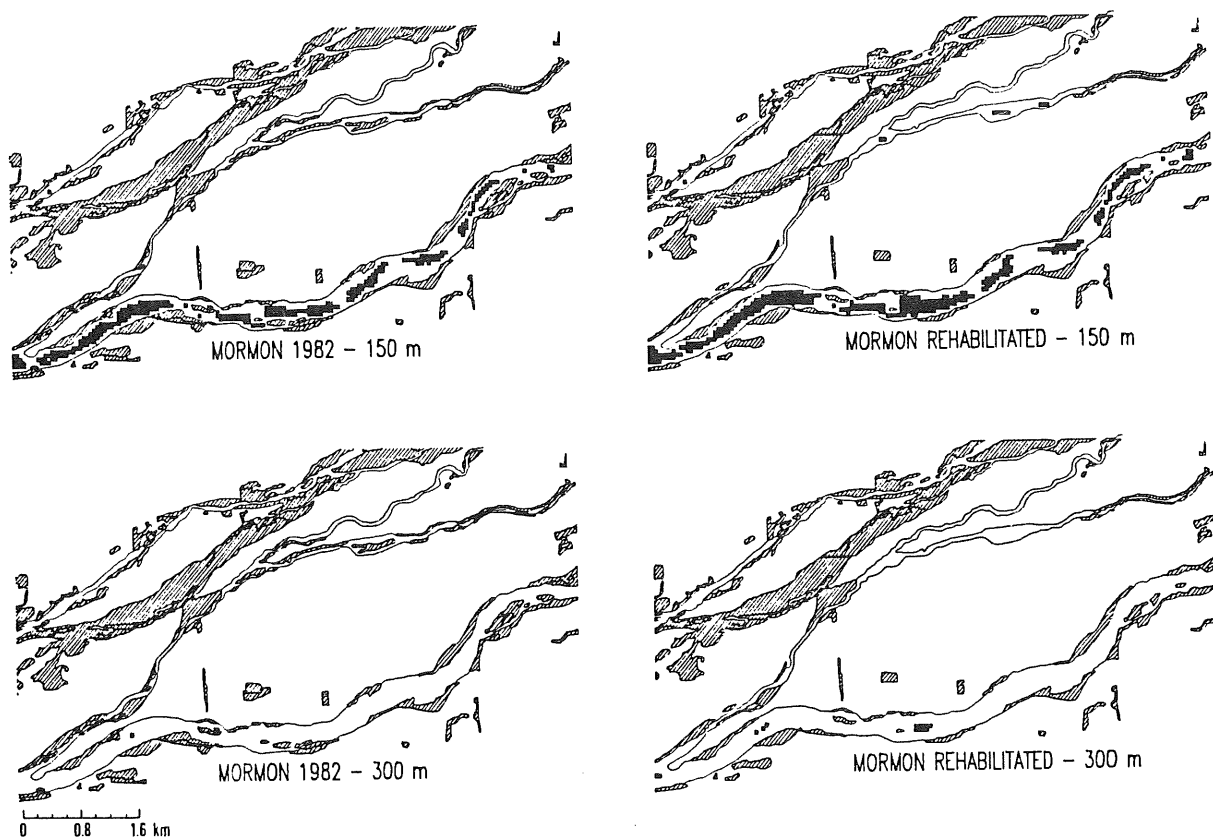 MORMON 1982 – 150 m
MORMON REHABILITATED – 150 m
MORMON 1982 – 300 m
MORMON REHABILITATED – 300 m
0 0.8 1.6 km